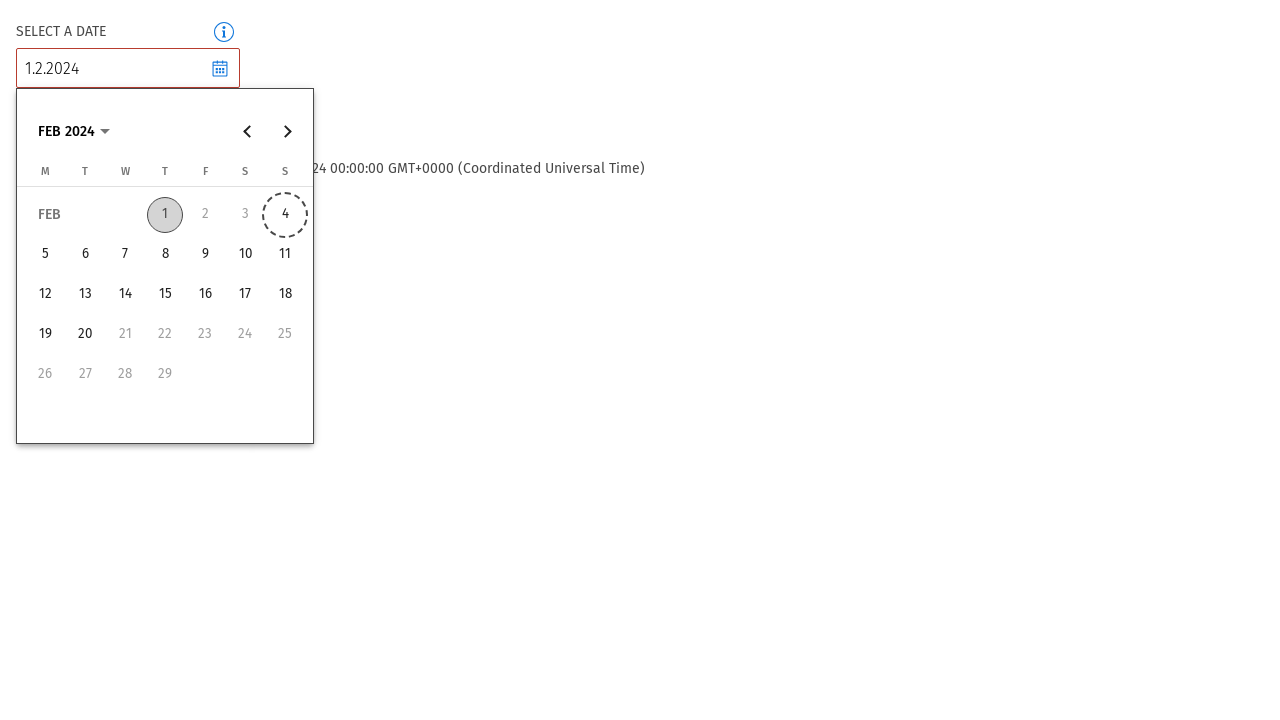 SELECT A DATE
1.2.2024
FEB 2024
M T W T F S S
24 00:00:00 GMT+0000 (Coordinated Universal Time)
FEB 1 2 3 4
5 6 7 8 9 10 11
12 13 14 15 16 17 18
19 20 21 22 23 24 25
26 27 28 29